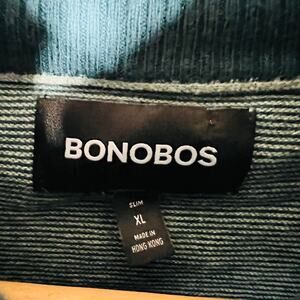 BONOBOS
SLIM
XL
MADE IN
HONG KONG